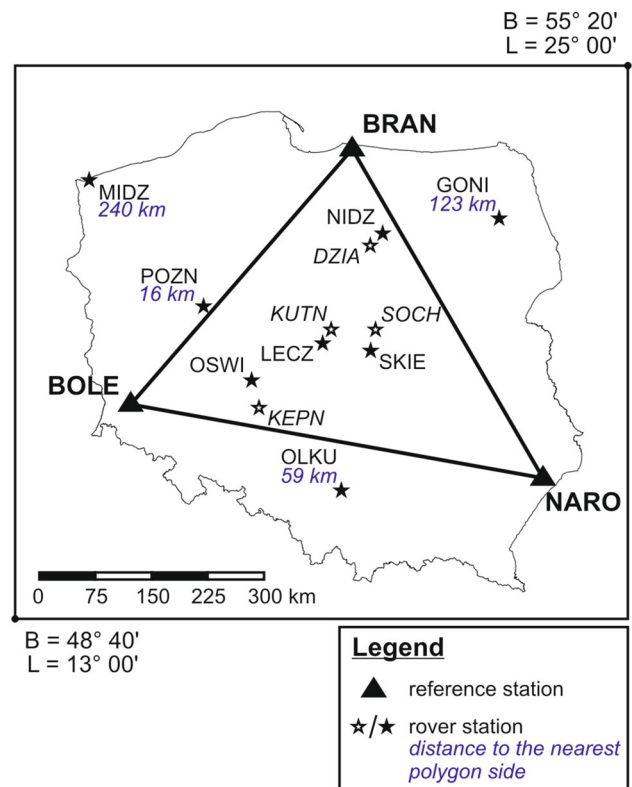 B = 55° 20'
L = 25° 00'
BRAN
MIDZ
240 km
GONI
123 km
NIDZ
DZIA
POZN
16 km
KUTN
SOCH
LECZ
SKIE
OSWI
BOLE
KEPN
OLKU
59 km
NARO
0 75 150 225 300 km
B = 48° 40'
L = 13° 00'
Legend
reference station
/ rover station
distance to the nearest
polygon side